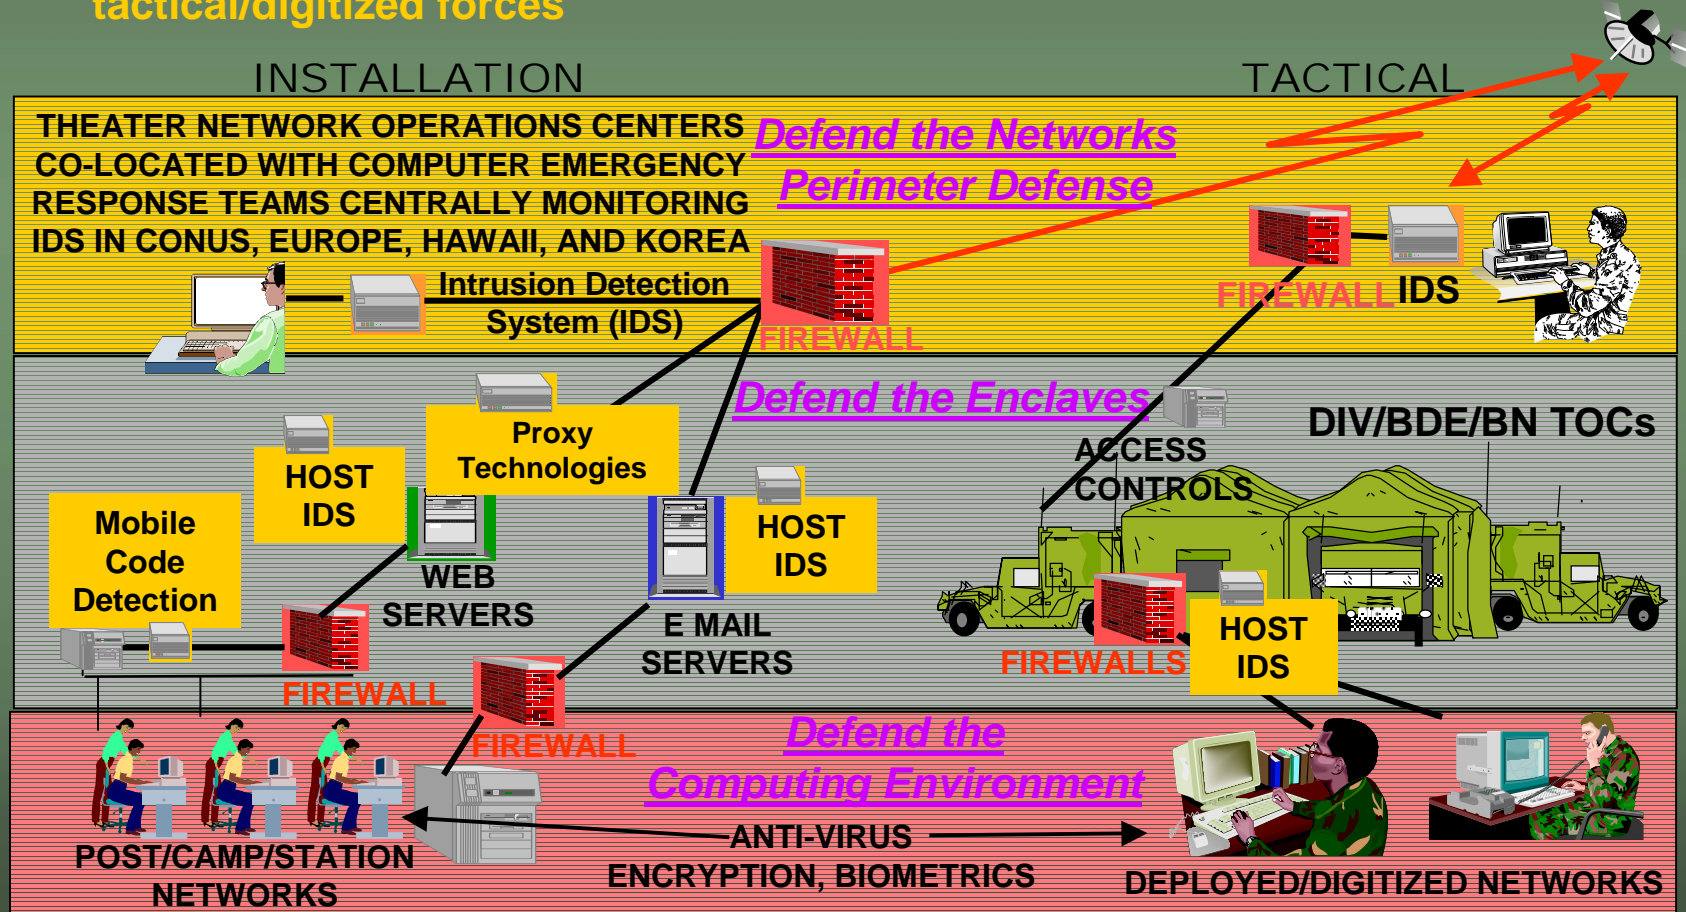 tactical/digitized forces
INSTALLATION
TACTICAL
THEATER NETWORK OPERATIONS CENTERS
CO-LOCATED WITH COMPUTER EMERGENCY
RESPONSE TEAMS CENTRALLY MONITORING
IDS IN CONUS, EUROPE, HAWAII, AND KOREA
Defend the Networks
Perimeter Defense
Intrusion Detection
System (IDS)
FIREWALL
FIREWALL
IDS
Defend the Enclaves
Proxy
Technologies
HOST
IDS
Mobile
Code
Detection
WEB
SERVERS
HOST
IDS
E MAIL
SERVERS
FIREWALL
FIREWALL
ACCESS
CONTROLS
DIV/BDE/BN TOCs
FIREWALLS
HOST
IDS
Defend the
Computing Environment
ANTI-VIRUS
ENCRYPTION, BIOMETRICS
POST/CAMP/STATION
NETWORKS
DEPLOYED/DIGITIZED NETWORKS